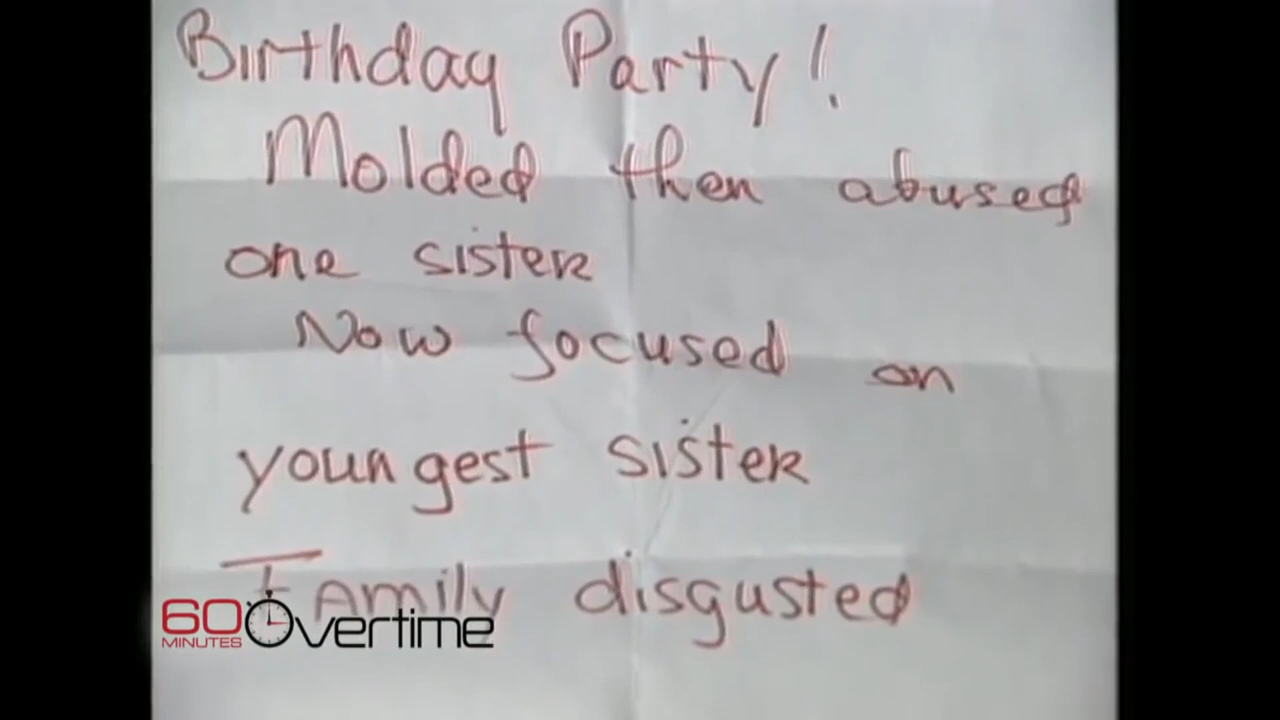 Birthday Party!
Molded then abused
one sister
Now focused on
youngest sister
Family disgusted
60 MINUTES Overtime